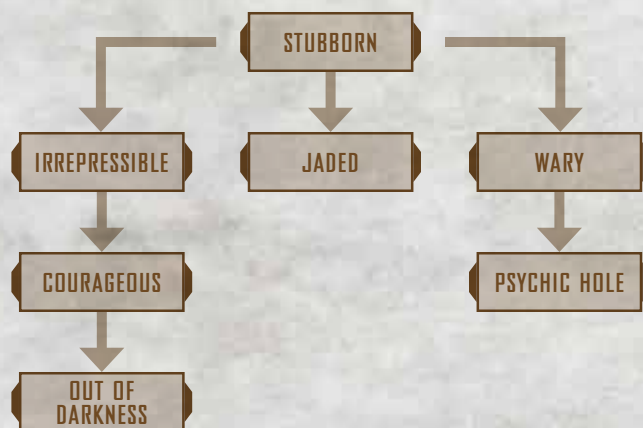 STUBBORN
IRREPRESSIBLE
JADED
WARY
COURAGEOUS
PSYCHIC HOLE
OUT OF
DARKNESS